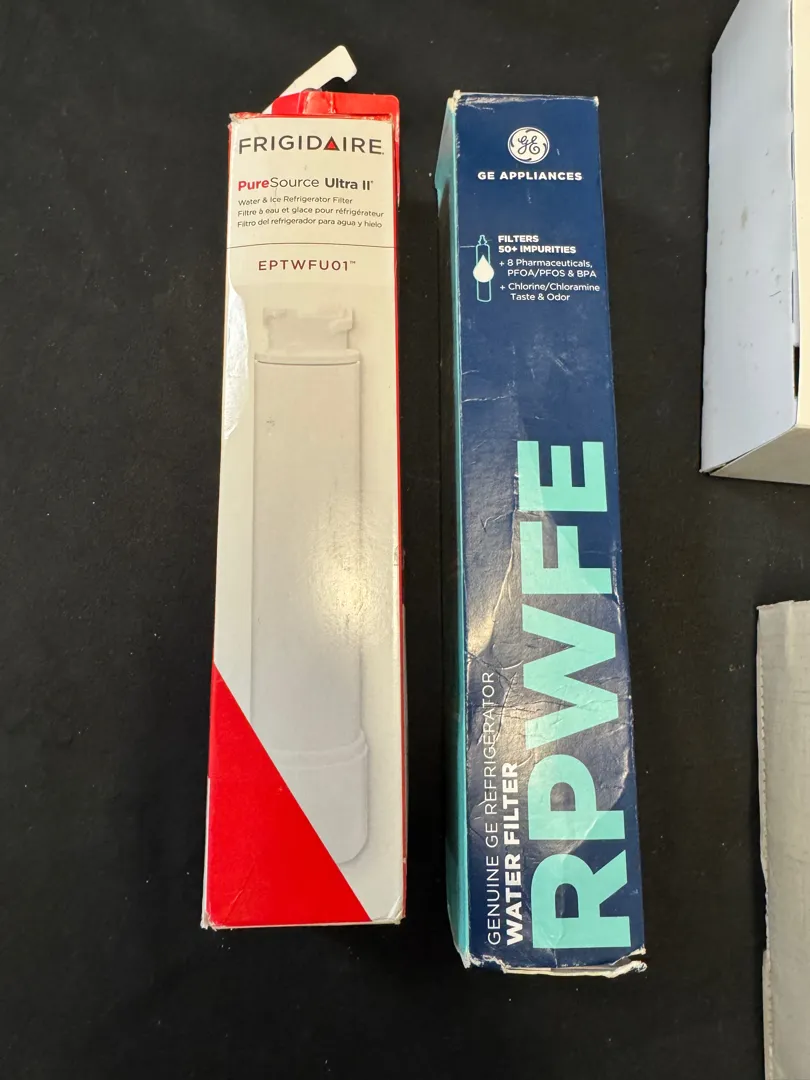 FRIGIDAIRE
PureSource Ultra II®
Water & Ice Refrigerator Filter
Filtre à eau et glace pour réfrigérateur
Filtro del refrigerador para agua y hielo
EPTWFU01™
GE
GE APPLIANCES
FILTERS
50+ IMPURITIES
+ 8 Pharmaceuticals,
PFOA/PFOS & BPA
+ Chlorine/Chloramine
Taste & Odor
GENUINE GE REFRIGERATOR
WATER FILTER
RPWFE